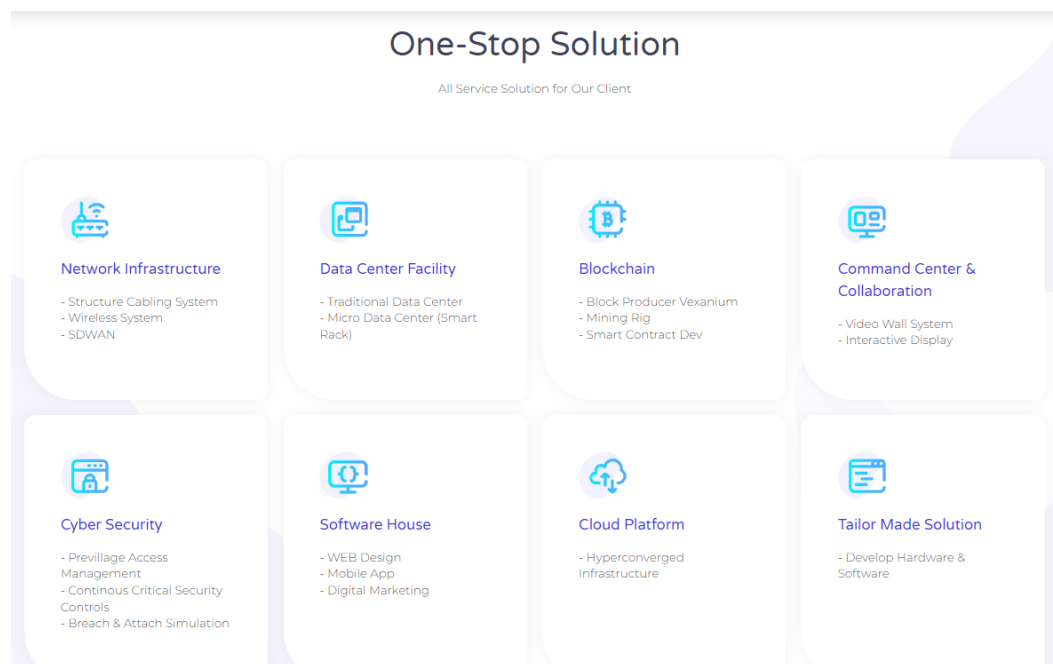 One-Stop Solution
All Service Solution for Our Client
Network Infrastructure
- Structure Cabling System
- Wireless System
- SDWAN
Data Center Facility
- Traditional Data Center
- Micro Data Center (Smart
Rack)
Blockchain
- Block Producer Vexanium
- Mining Rig
- Smart Contract Dev
Command Center &
Collaboration
- Video Wall System
- Interactive Display
Cyber Security
- Previllage Access
Management
- Continous Critical Security
Controls
- Breach & Attach Simulation
Software House
- WEB Design
- Mobile App
- Digital Marketing
Cloud Platform
- Hyperconverged
Infrastructure
Tailor Made Solution
- Develop Hardware &
Software